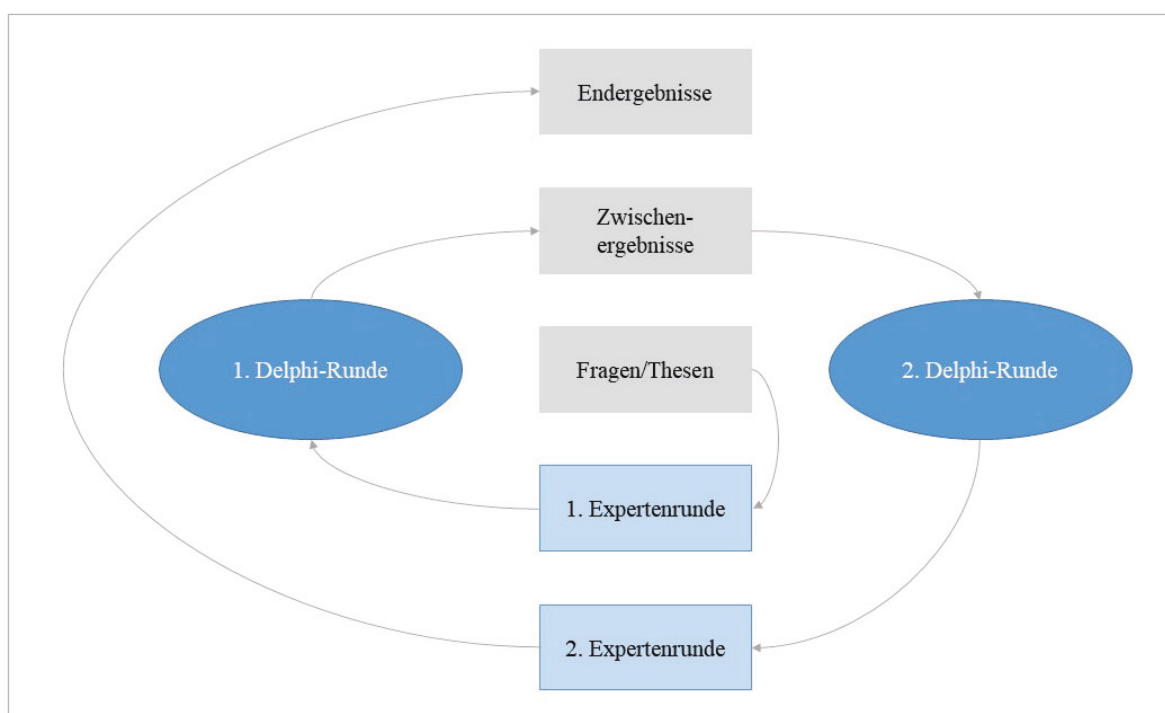 Endergebnisse
Zwischen-
ergebnisse
1. Delphi-Runde
Fragen/Thesen
2. Delphi-Runde
1. Expertenrunde
2. Expertenrunde